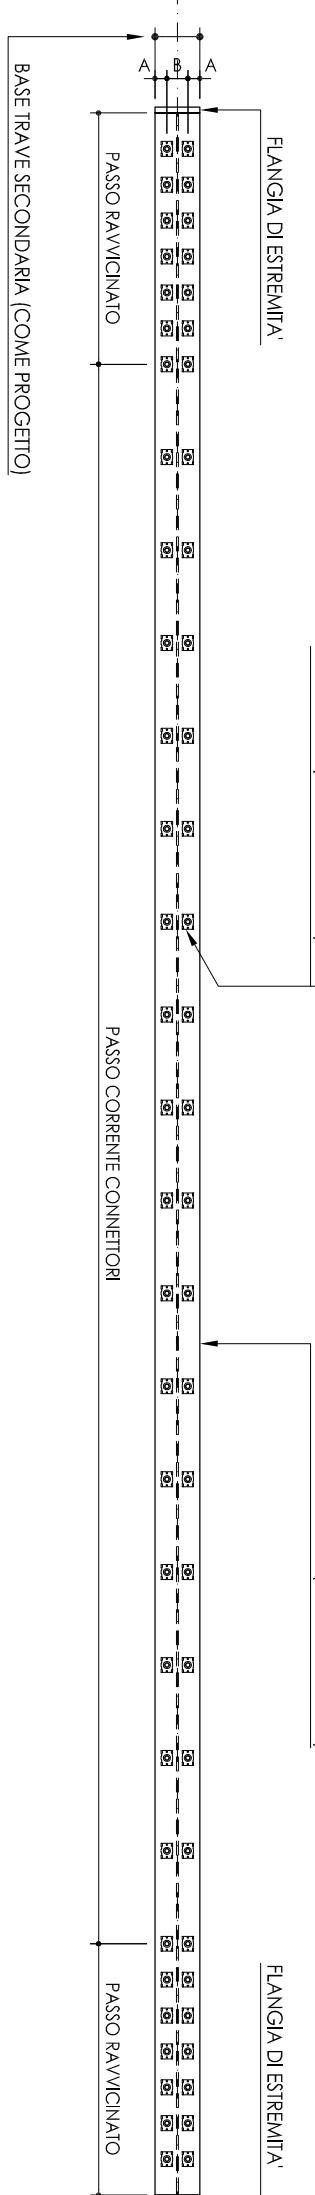 A B A
FLANGIA DI ESTREMITA'
PASSO RAVVICINATO
BASE TRAVE SECONDARIA (COME PROGETTO)
PASSO CORRENTE CONNETTORI
FLANGIA DI ESTREMITA'
PASSO RAVVICINATO